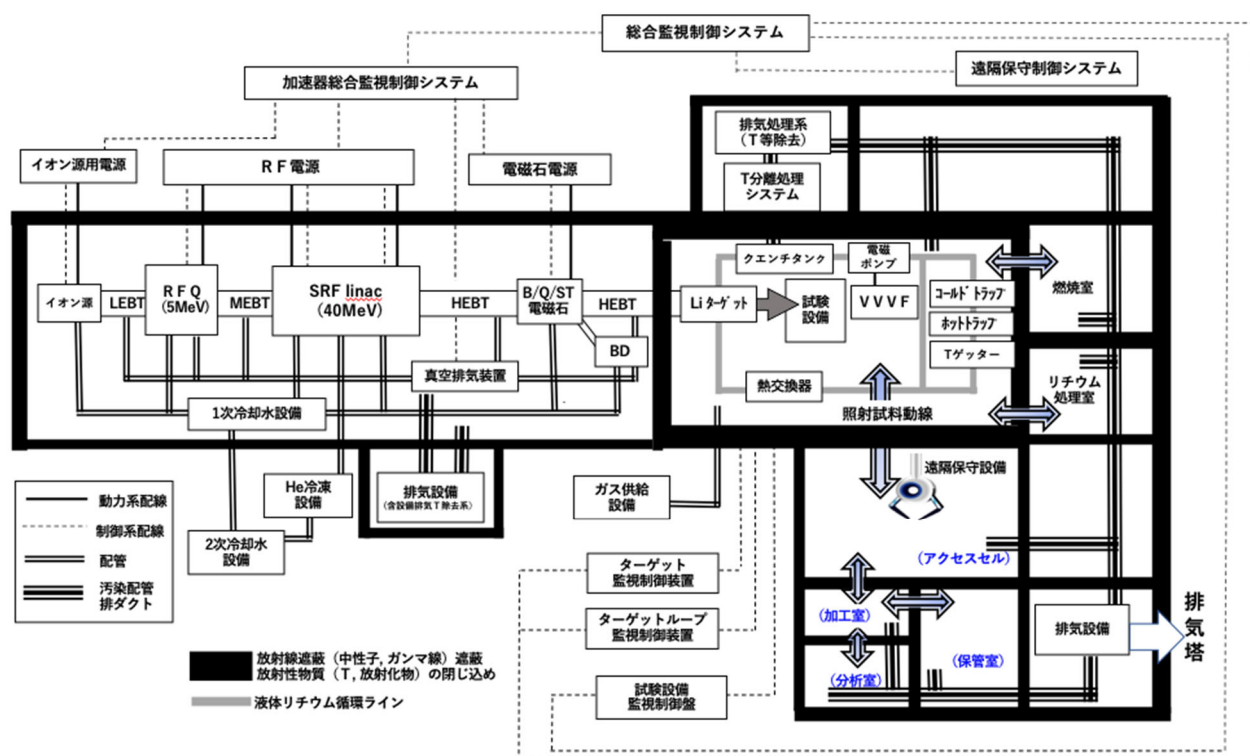 総合監視制御システム
遠隔保守制御システム
加速器総合監視制御システム
イオン源用電源
RF電源
電磁石電源
排気処理系
(T等除去)
T分離処理
システム
イオン源
LEBT
RFQ
(5MeV)
MEBT
SRF linac
(40MeV)
HEBT
B/Q/ST
電磁石
HEBT
BD
真空排気装置
1次冷却水設備
Li ターゲット
試験
設備
クエンチタンク
電磁
ポンプ
VVVF
コールドトラップ
ホットトラップ
Tゲッター
熱交換器
照射試料動線
燃焼室
リチウム
処理室
He冷凍
設備
2次冷却水
設備
排気設備
(含設備排気T除去系)
ガス供給
設備
遠隔保守設備
(アクセスセル)
(加工室)
(分析室)
(保管室)
排気設備
排
気
塔
ターゲット
監視制御装置
ターゲットループ
監視制御装置
試験設備
監視制御盤
動力系配線
制御系配線
配管
汚染配管
排ダクト
放射線遮蔽(中性子, ガンマ線)遮蔽
放射性物質(T, 放射化物)の閉じ込め
液体リチウム循環ライン